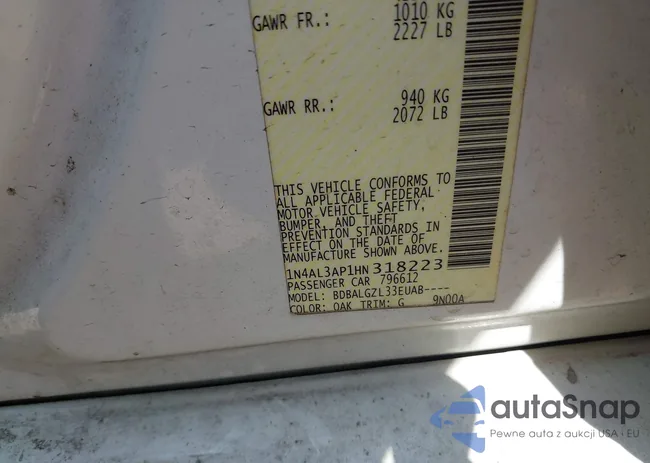 GAWR FR.: 1010 KG
2227 LB
GAWR RR.: 940 KG
2072 LB
THIS VEHICLE CONFORMS TO
ALL APPLICABLE FEDERAL
MOTOR VEHICLE SAFETY,
BUMPER, AND THEFT
PREVENTION STANDARDS IN
EFFECT ON THE DATE OF
MANUFACTURE SHOWN ABOVE.
1N4AL3AP1HN318223
PASSENGER CAR 796612
MODEL: BDBALGZL33EUAB----
COLOR: QAK TRIM: G 9N00A
autaSnap
Pewne auta z aukcji USA i EU